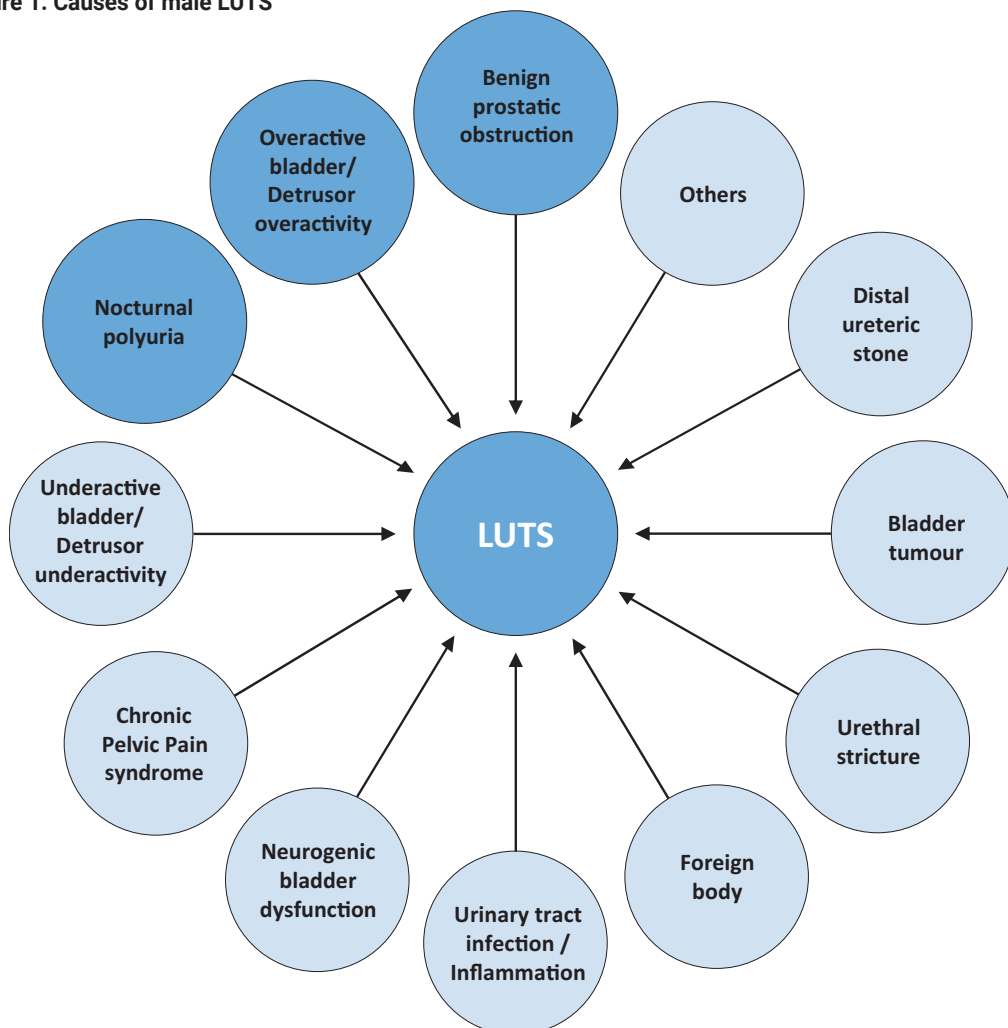 re 1: Causes of male LUTS
Benign
prostatic
obstruction
Others
Distal
ureteric
stone
Bladder
tumour
Urethral
stricture
Foreign
body
Urinary tract
infection /
Inflammation
Neurogenic
bladder
dysfunction
Chronic
Pelvic Pain
syndrome
Underactive
bladder/
Detrusor
underactivity
Nocturnal
polyuria
Overactive
bladder/
Detrusor
overactivity
LUTS